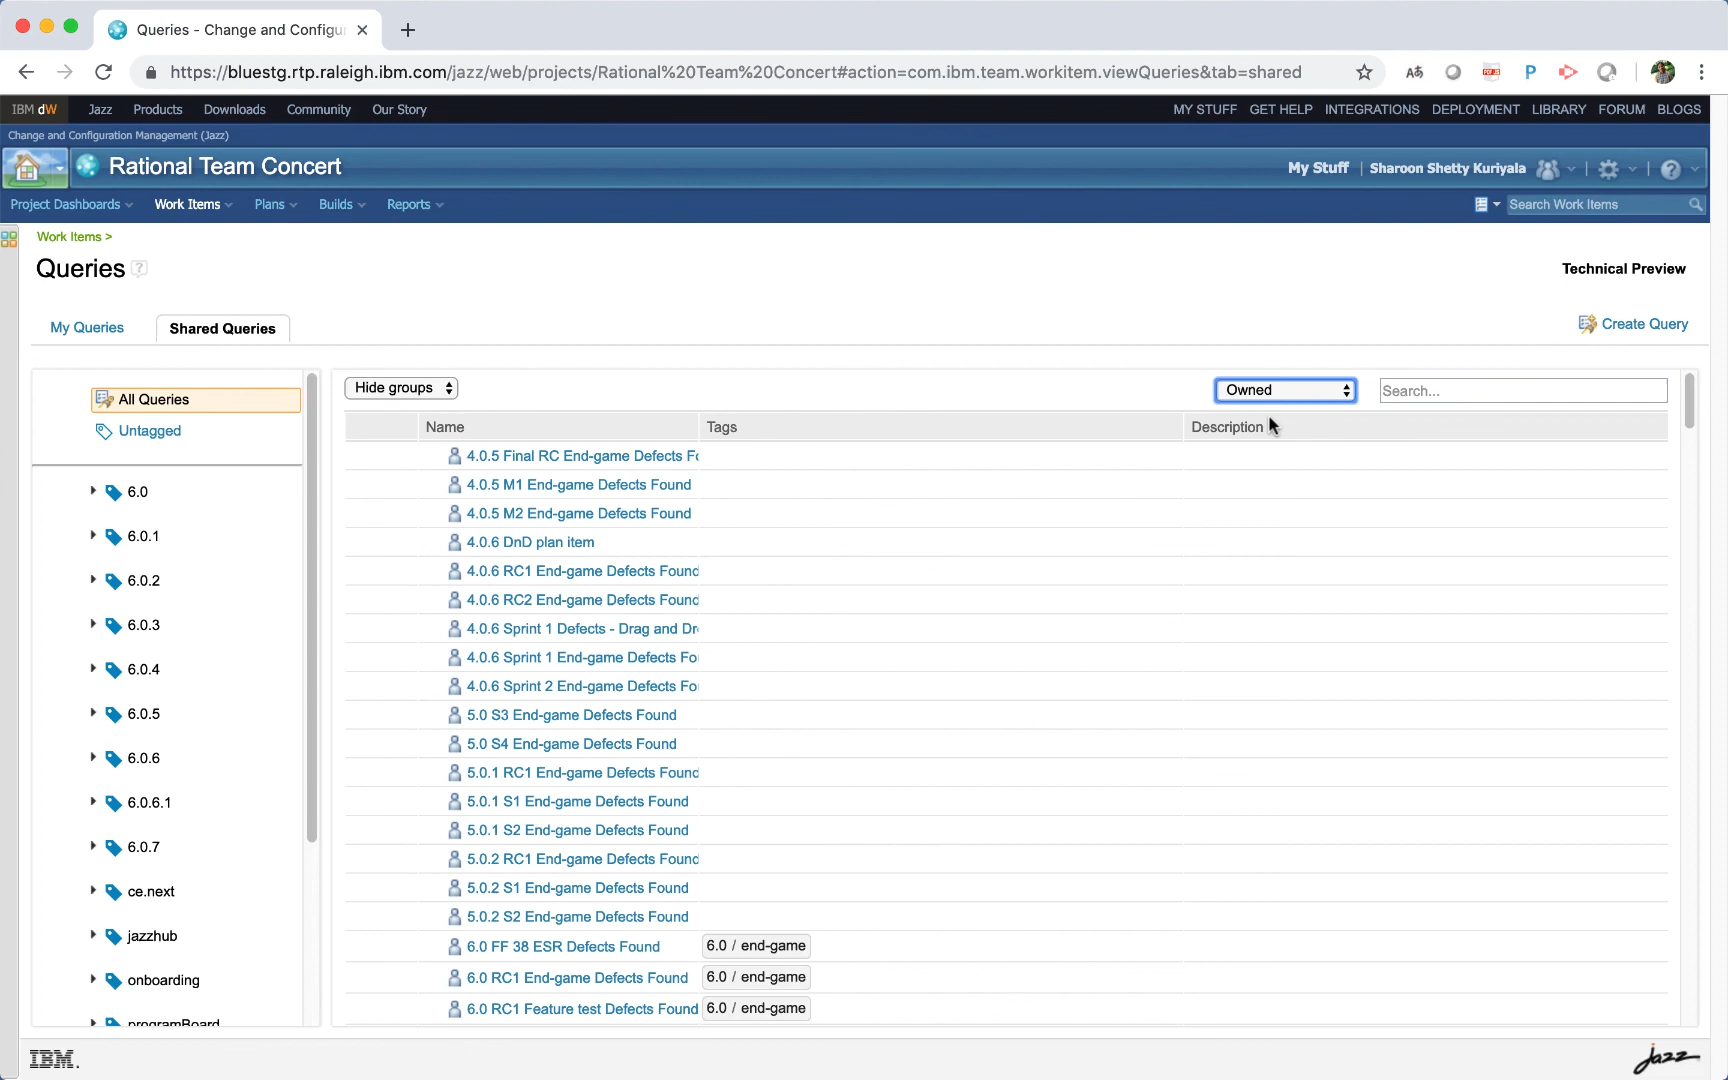 Queries - Change and Configur
https://bluestg.rtp.raleigh.ibm.com/jazz/web/projects/Rational%20Team%20Concert#action=com.ibm.team.workitem.viewQueries&tab=shared
IBM dW Jazz Products Downloads Community Our Story MY STUFF GET HELP INTEGRATIONS DEPLOYMENT LIBRARY FORUM BLOGS
Change and Configuration Management (Jazz)
Rational Team Concert My Stuff | Sharoon Shetty Kuriyala
Project Dashboards Work Items Plans Builds Reports Search Work Items
Work Items >
Queries ?
Technical Preview
My Queries Shared Queries Create Query
All Queries
Untagged
6.0
6.0.1
6.0.2
6.0.3
6.0.4
6.0.5
6.0.6
6.0.6.1
6.0.7
ce.next
jazzhub
onboarding
programBoard
Hide groups Owned Search...
Name Tags Description
4.0.5 Final RC End-game Defects Fo
4.0.5 M1 End-game Defects Found
4.0.5 M2 End-game Defects Found
4.0.6 DnD plan item
4.0.6 RC1 End-game Defects Found
4.0.6 RC2 End-game Defects Found
4.0.6 Sprint 1 Defects - Drag and Dr
4.0.6 Sprint 1 End-game Defects Fo
4.0.6 Sprint 2 End-game Defects Fo
5.0 S3 End-game Defects Found
5.0 S4 End-game Defects Found
5.0.1 RC1 End-game Defects Found
5.0.1 S1 End-game Defects Found
5.0.1 S2 End-game Defects Found
5.0.2 RC1 End-game Defects Found
5.0.2 S1 End-game Defects Found
5.0.2 S2 End-game Defects Found
6.0 FF 38 ESR Defects Found 6.0 / end-game
6.0 RC1 End-game Defects Found 6.0 / end-game
6.0 RC1 Feature test Defects Found 6.0 / end-game
IBM.
jazz